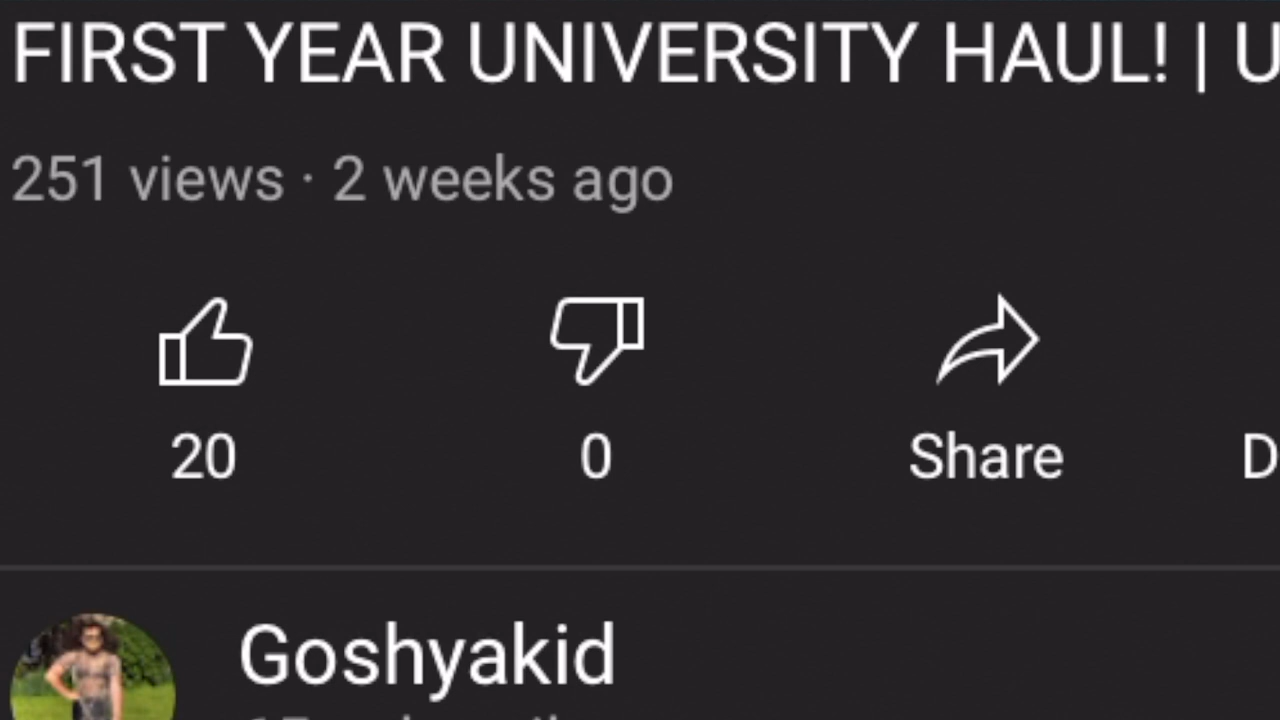 FIRST YEAR UNIVERSITY HAUL! | U
251 views · 2 weeks ago
20 0 Share D
Goshyakid